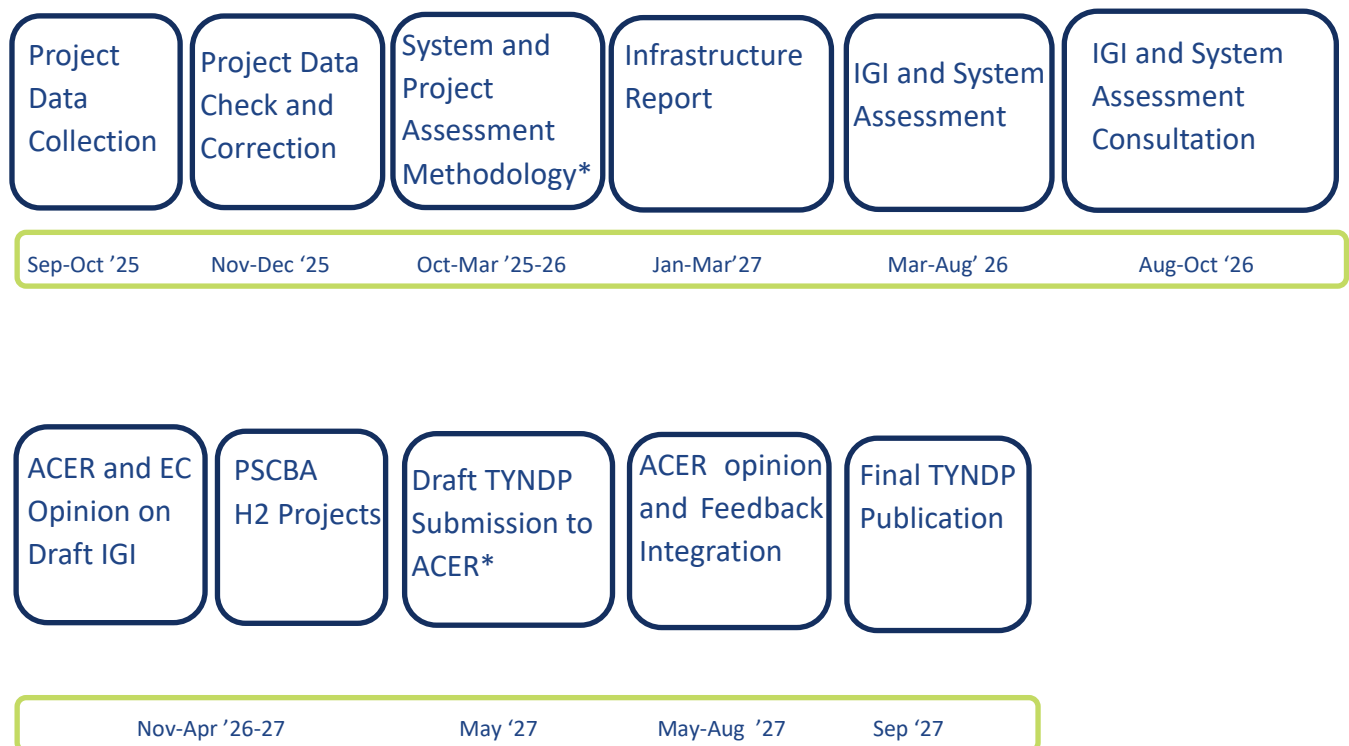 Project
Data
Collection
Project Data
Check and
Correction
System and
Project
Assessment
Methodology*
Infrastructure
Report
IGI and System
Assessment
IGI and System
Assessment
Consultation
Sep-Oct ’25
Nov-Dec ‘25
Oct-Mar ’25-26
Jan-Mar’27
Mar-Aug’ 26
Aug-Oct ‘26
ACER and EC
Opinion on
Draft IGI
PSCBA
H2 Projects
Draft TYNDP
Submission to
ACER*
ACER opinion
and Feedback
Integration
Final TYNDP
Publication
Nov-Apr ’26-27
May ‘27
May-Aug ’27
Sep ‘27